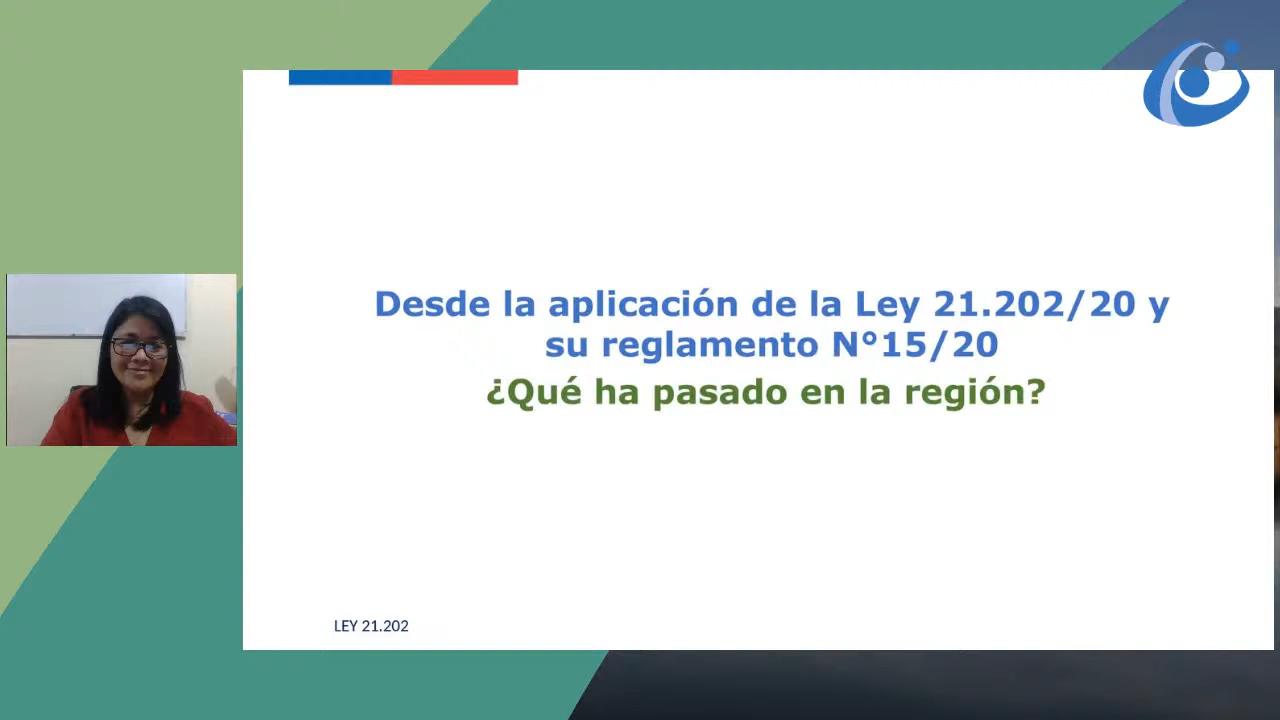 Desde la aplicación de la Ley 21.202/20 y
su reglamento N°15/20
¿Qué ha pasado en la región?
LEY 21.202